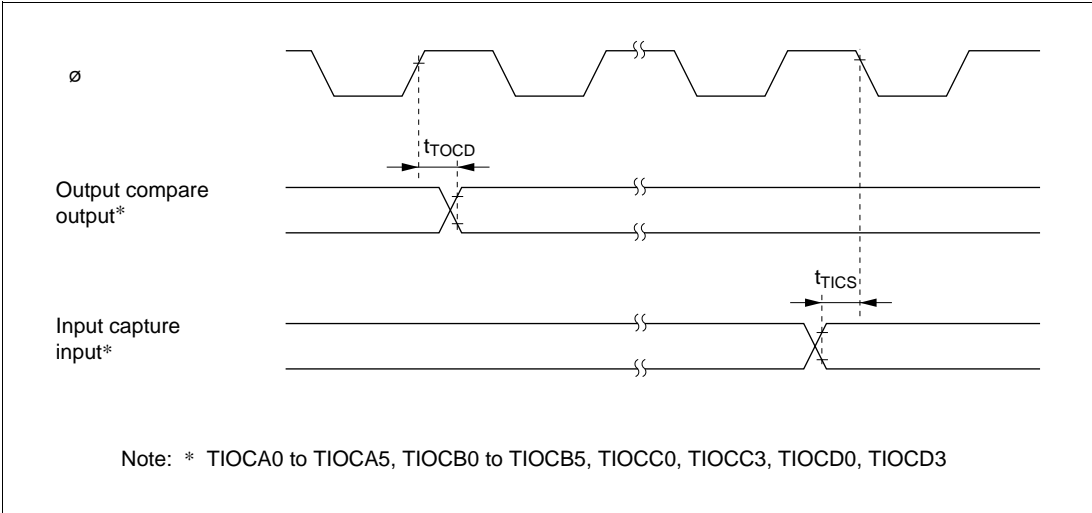 ø
tTOCD
Output compare
output*
tTICS
Input capture
input*
Note: * TIOCA0 to TIOCA5, TIOCB0 to TIOCB5, TIOCC0, TIOCC3, TIOCD0, TIOCD3